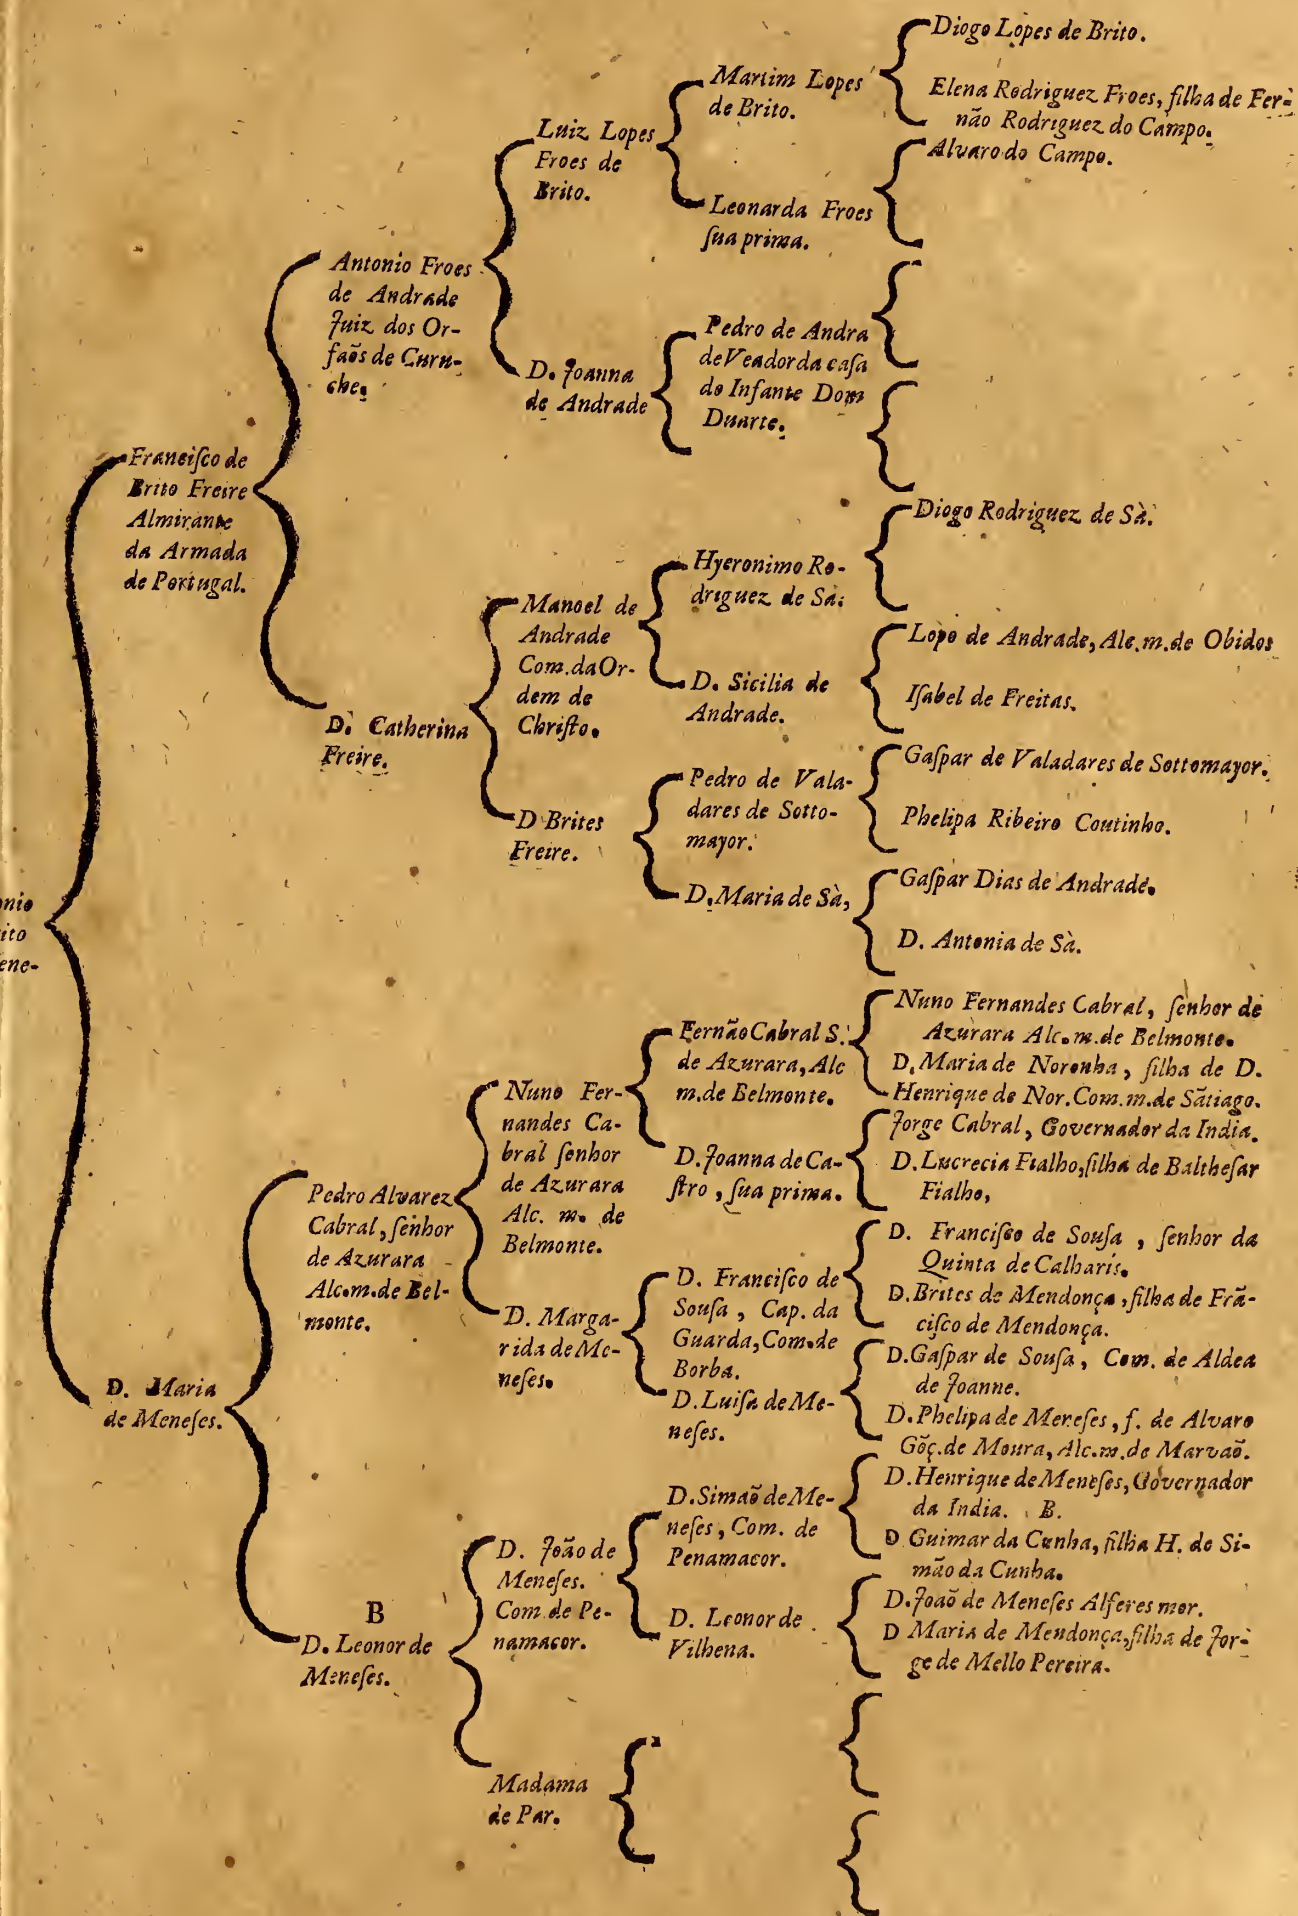 Diogo Lopes de Brito.
Elena Rodriguez Froes, filha de Fer-
não Rodriguez do Campo.
Martim Lopes
de Brito.
Alvaro do Campo.
Leonarda Froes
ſua prima.
Luiz Lopes
Froes de
Brito.
Pedro de Andra
de Veador da caſa
do Infante Dom
Duarte.
D. Joanna
de Andrade
Antonio Froes
de Andrade
Juiz dos Or-
faõs de Curu-
che.
Franciſco de
Brito Freire
Almirante
da Armada
de Portugal.
Diogo Rodriguez de Sà.
Hyeronimo Ro-
driguez de Sà.
Lopo de Andrade, Alc. m. de Obidos
Iſabel de Freitas.
D. Sicilia de
Andrade.
Manoel de
Andrade
Com. da Or-
dem de
Chriſto.
D. Catherina
Freire.
Gaſpar de Valadares de Sottomayor.
Phelipa Ribeiro Coutinho.
Pedro de Vala-
dares de Sotto-
mayor.
D Brites
Freire.
Gaſpar Dias de Andrade.
D. Antonia de Sà.
D. Maria de Sà,
nio
ito
ene-
Nuno Fernandes Cabral, ſenhor de
Azurara Alc. m. de Belmonte.
D. Maria de Noronha, filha de D.
Henrique de Nor. Com. m. de Sãtiago.
Fernão Cabral S.
de Azurara, Alc
m. de Belmonte.
Jorge Cabral, Governador da India.
D. Lucrecia Fialho, filha de Baltheſar
Fialho,
D. Joanna de Ca-
ſtro, ſua prima.
Nuno Fer-
nandes Ca-
bral ſenhor
de Azurara
Alc. m. de
Belmonte.
Pedro Alvarez
Cabral, ſenhor
de Azurara
Alc. m. de Bel-
monte.
D. Franciſco de Souſa, ſenhor da
Quinta de Calharis.
D. Brites de Mendonça, filha de Frã-
ciſco de Mendonça.
D. Franciſco de
Souſa, Cap. da
Guarda, Com. de
Borba.
D. Marga-
rida de Me-
neſes.
D. Gaſpar de Souſa, Com. de Aldea
de Joanne.
D. Phelipa de Meneſes, f. de Alvaro
Gõç. de Moura, Alc. m. de Marvaõ.
D. Luiſa de Me-
neſes.
D. Maria
de Meneſes.
D. Henrique de Meneſes, Governador
da India. B.
D Guimar da Cunha, filha H. de Si-
mão da Cunha.
D. Simaõ de Me-
neſes, Com. de
Penamacor.
D. João de
Meneſes.
Com. de Pe-
namacor.
D. Joaõ de Meneſes Alferes mor.
D Maria de Mendonça, filha de Jor-
ge de Mello Pereira.
D. Leonor de
Vilhena.
B
D. Leonor de
Meneſes.
Madama
de Par.